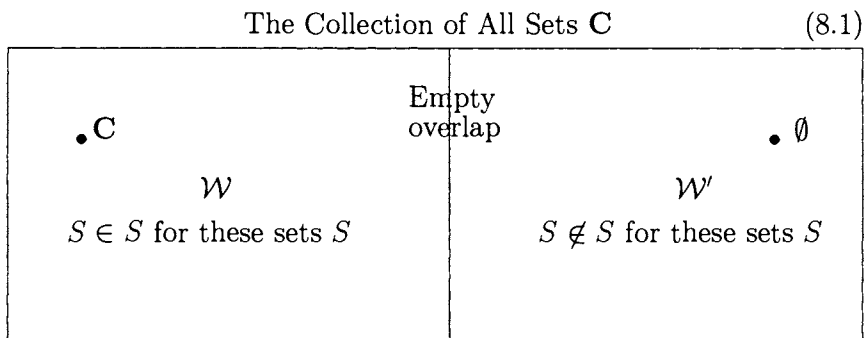 The Collection of All Sets C (8.1)
Empty
overlap
• C
• ∅
𝒲
𝒲′
S ∈ S for these sets S
S ∉ S for these sets S